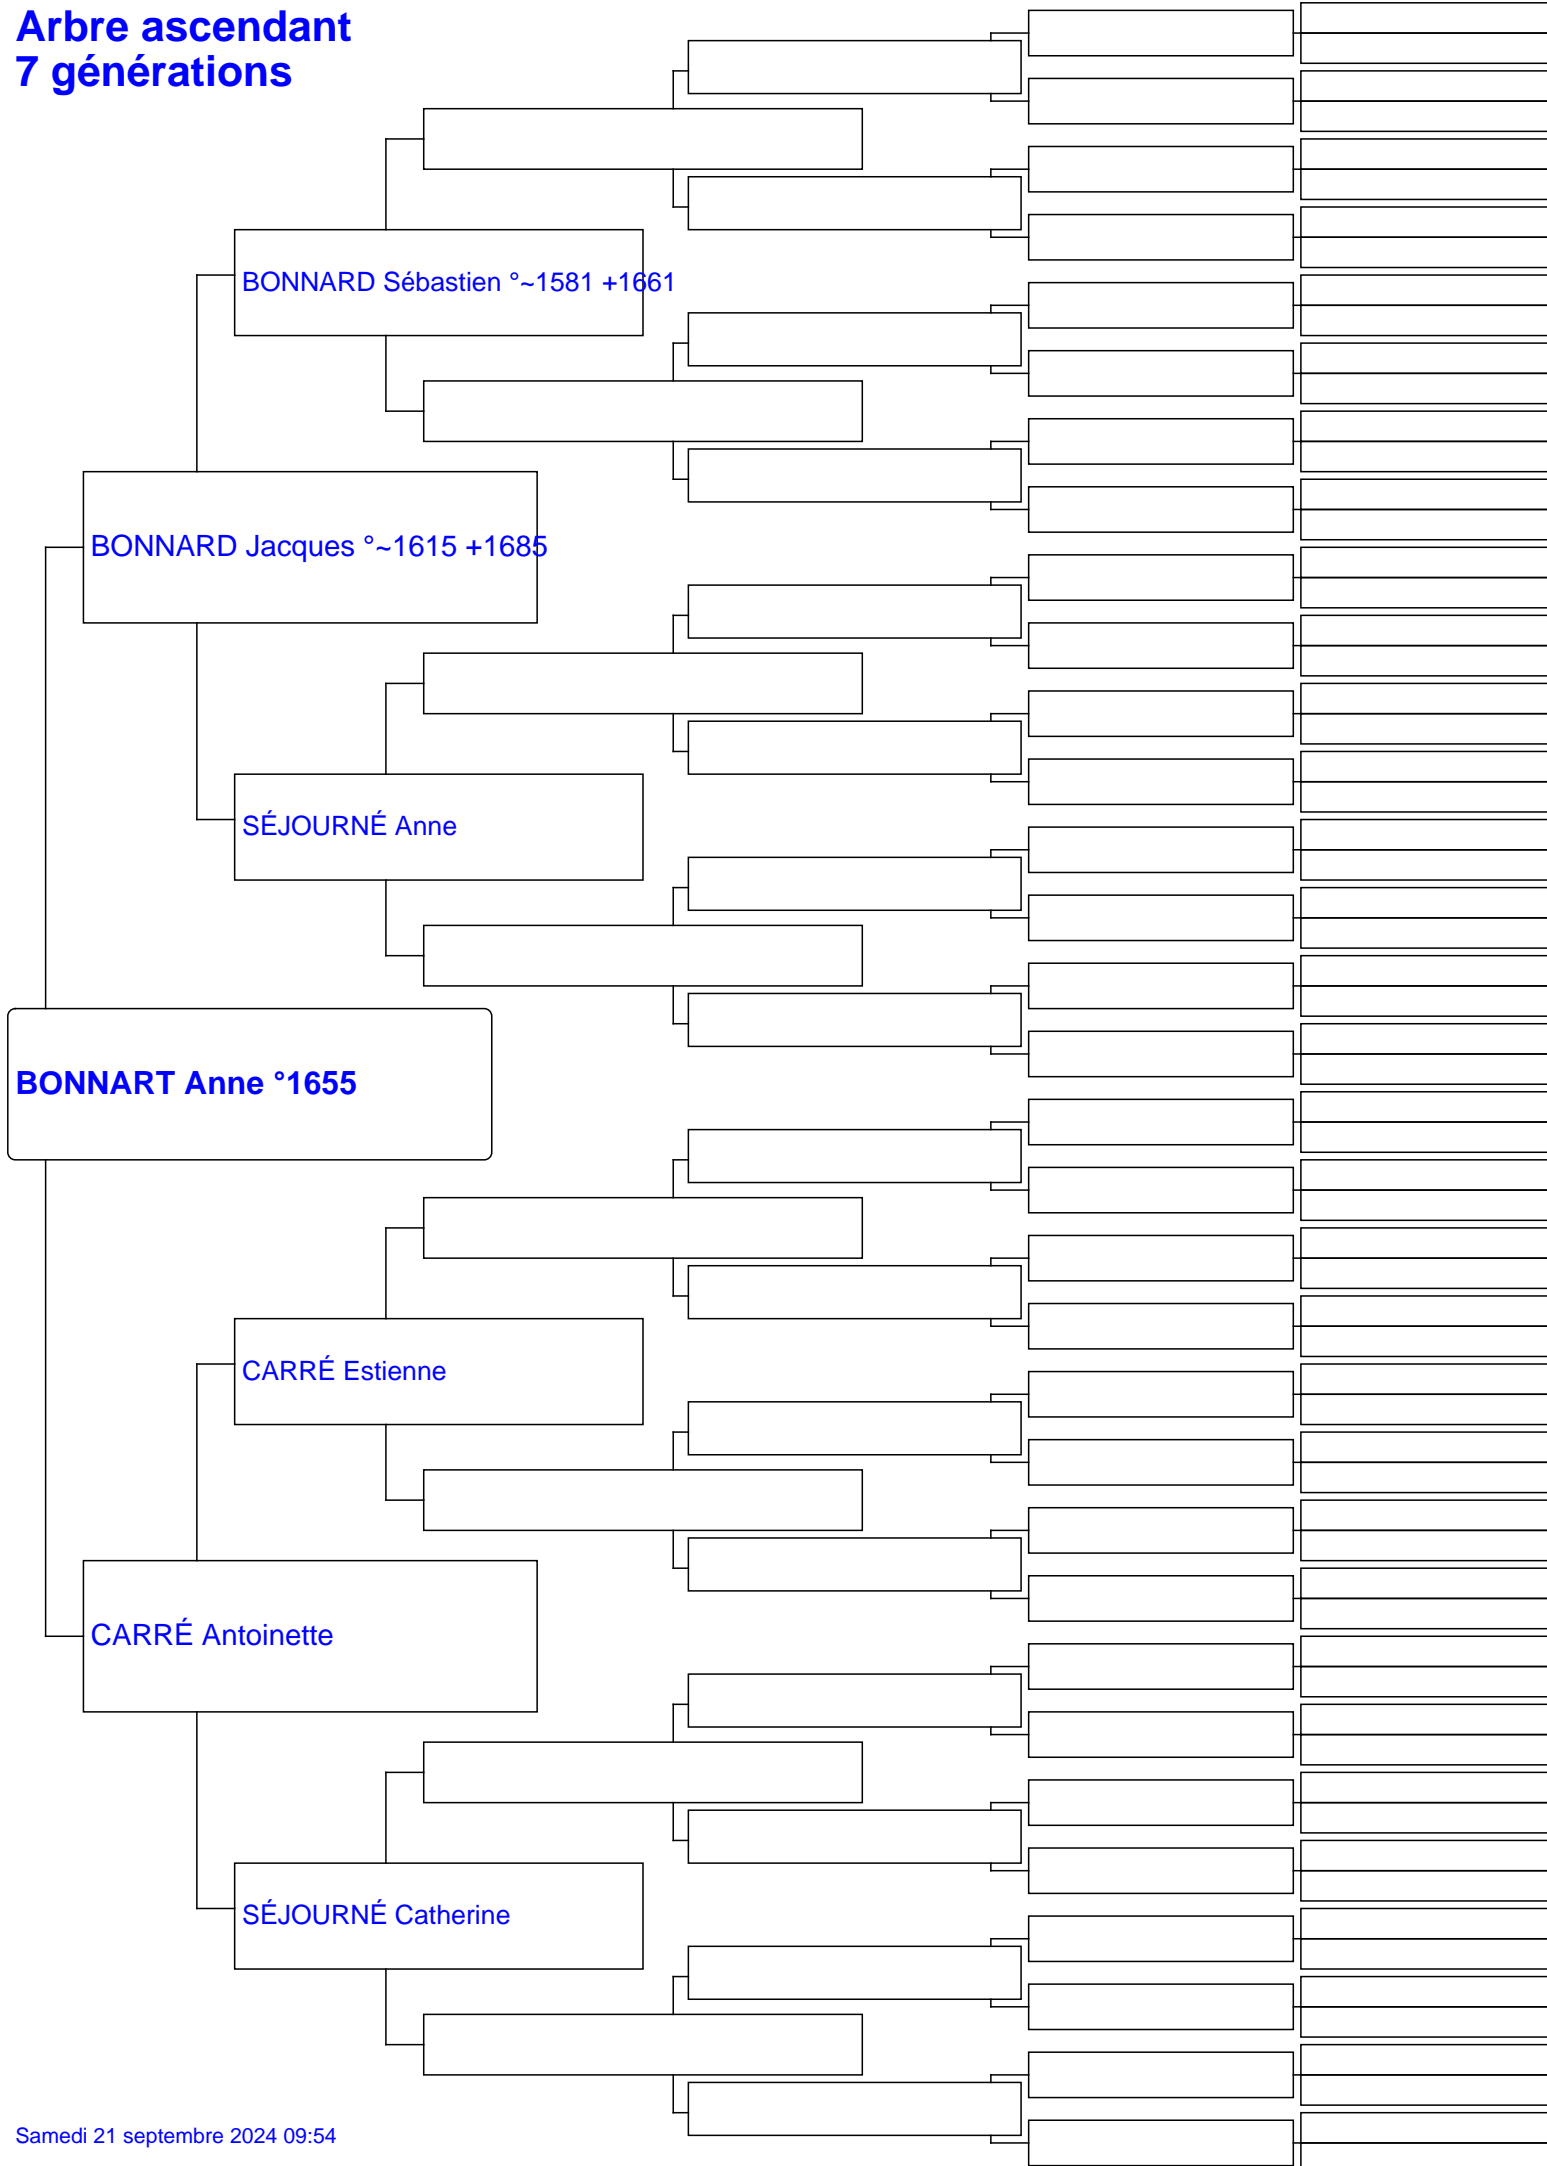 Arbre ascendant
7 générations
BONNARD Sébastien °~1581 +1661
BONNARD Jacques °~1615 +1685
SÉJOURNÉ Anne
BONNART Anne °1655
CARRÉ Estienne
CARRÉ Antoinette
SÉJOURNÉ Catherine
Samedi 21 septembre 2024 09:54